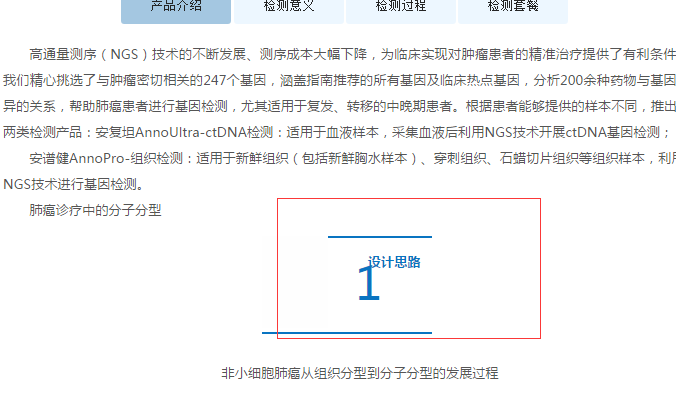 产品介绍 检测意义 检测过程 检测套餐
高通量测序（NGS）技术的不断发展、测序成本大幅下降，为临床实现对肿瘤患者的精准治疗提供了有利条件
我们精心挑选了与肿瘤密切相关的247个基因，涵盖指南推荐的所有基因及临床热点基因，分析200余种药物与基因
异的关系，帮助肺癌患者进行基因检测，尤其适用于复发、转移的中晚期患者。根据患者能够提供的样本不同，推出
两类检测产品：安复坦AnnoUltra-ctDNA检测：适用于血液样本，采集血液后利用NGS技术开展ctDNA基因检测；
安谱健AnnoPro-组织检测：适用于新鲜组织（包括新鲜胸水样本）、穿刺组织、石蜡切片组织等组织样本，利用
NGS技术进行基因检测。
肺癌诊疗中的分子分型
设计思路
1
非小细胞肺癌从组织分型到分子分型的发展过程